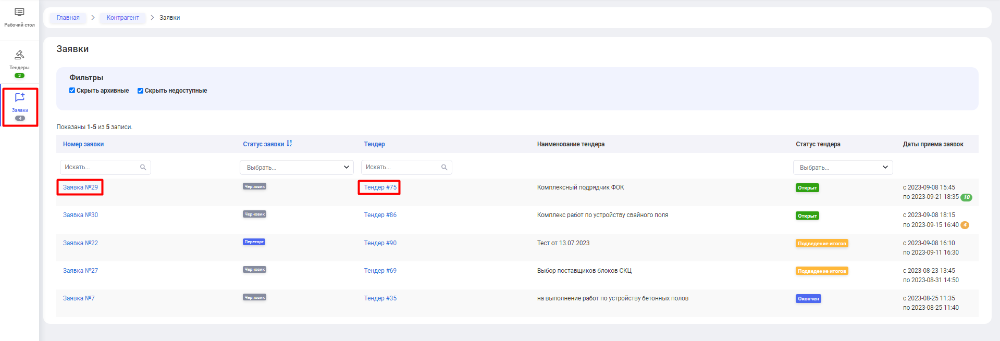 Рабочий стол
Тендеры
2
Заявки
4
Главная > Контрагент > Заявки
Заявки
Фильтры
Скрыть архивные Скрыть недоступные
Показаны 1-5 из 5 записи.
Номер заявки Статус заявки Тендер Наименование тендера Статус тендера Даты приема заявок
Искать... Выбрать... Искать... Выбрать...
Заявка №29 Черновик Тендер #75 Комплексный подрядчик ФОК Открыт с 2023-09-08 15:45
по 2023-09-21 18:35 10
Заявка №30 Черновик Тендер #86 Комплекс работ по устройству свайного поля Открыт с 2023-09-08 18:15
по 2023-09-15 16:40 4
Заявка №22 Переторг Тендер #90 Тест от 13.07.2023 Подведение итогов с 2023-09-08 16:10
по 2023-09-11 16:30
Заявка №27 Черновик Тендер #69 Выбор поставщиков блоков СКЦ Подведение итогов с 2023-08-23 13:45
по 2023-08-31 14:50
Заявка №7 Черновик Тендер #35 на выполнение работ по устройству бетонных полов Окончен с 2023-08-25 11:35
по 2023-08-25 11:40